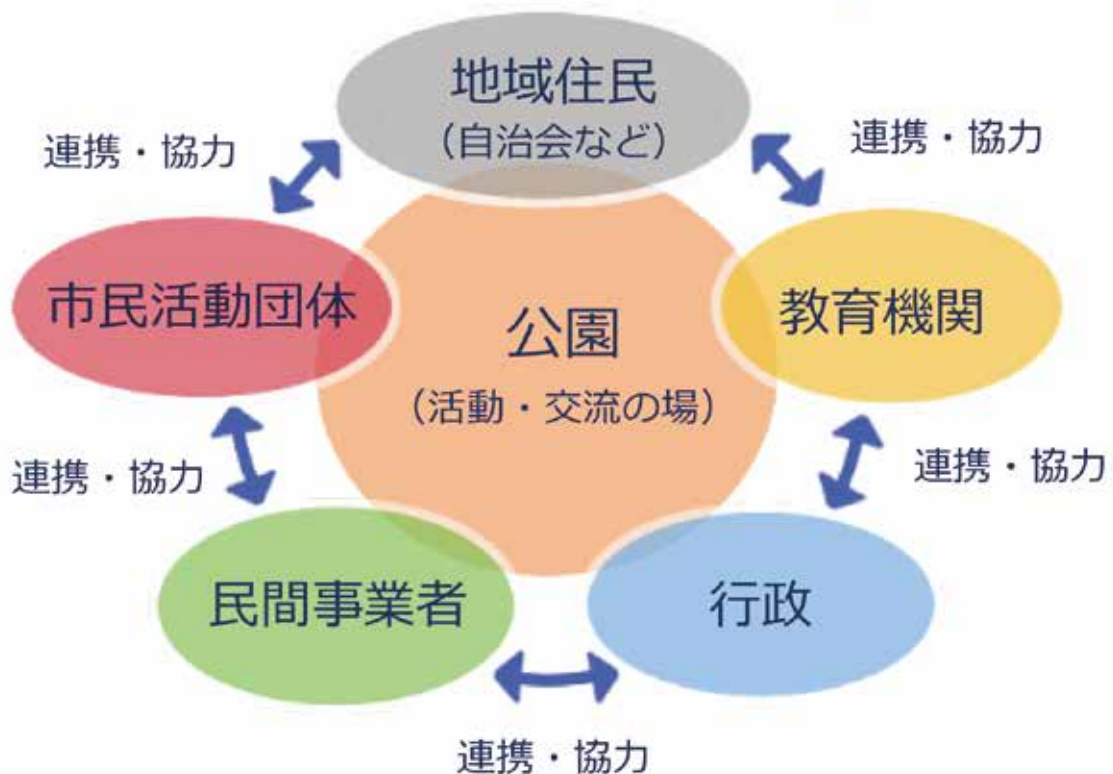 地域住民
（自治会など）
連携・協力
連携・協力
市民活動団体
教育機関
公園
（活動・交流の場）
連携・協力
連携・協力
民間事業者
行政
連携・協力